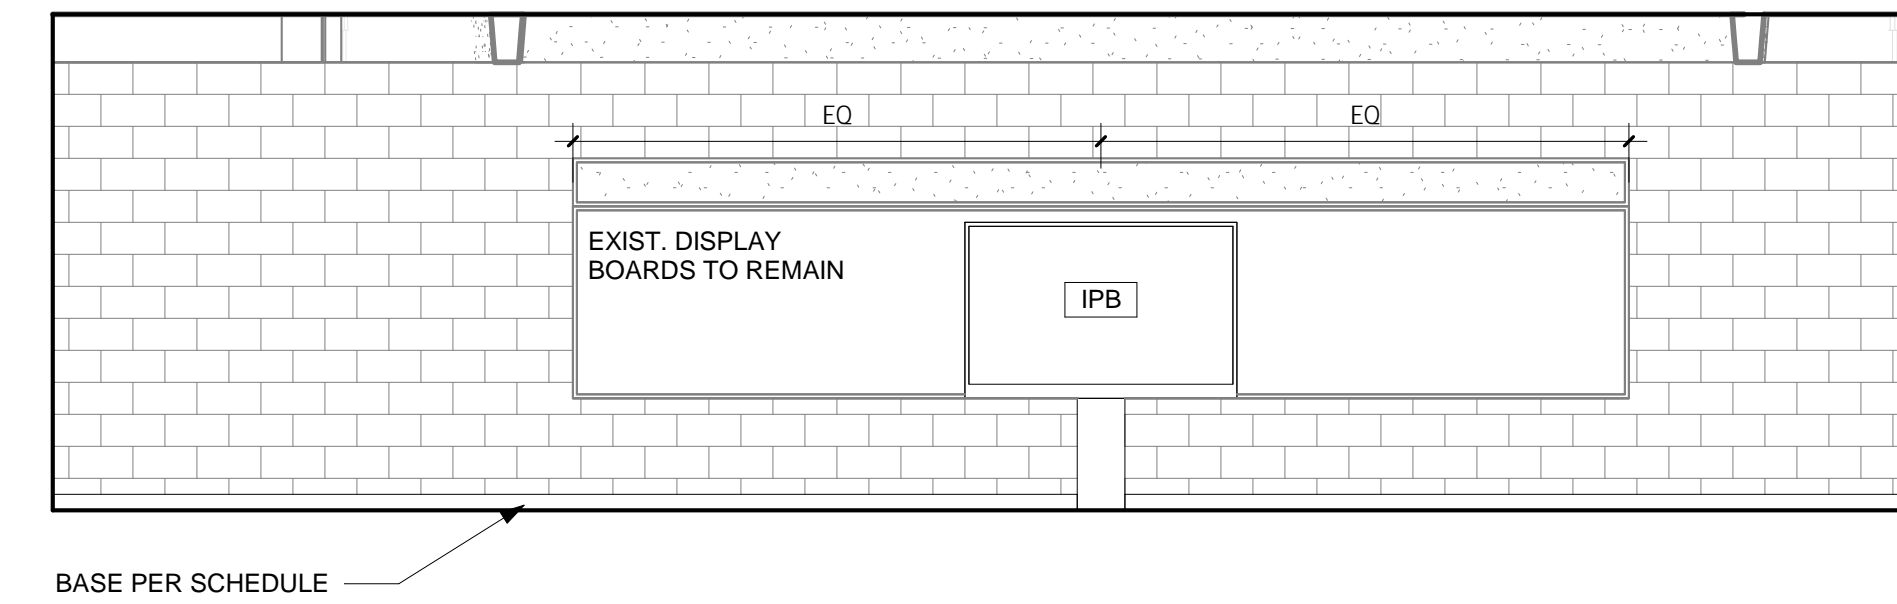 EQ
EQ
EXIST. DISPLAY
BOARDS TO REMAIN
IPB
BASE PER SCHEDULE